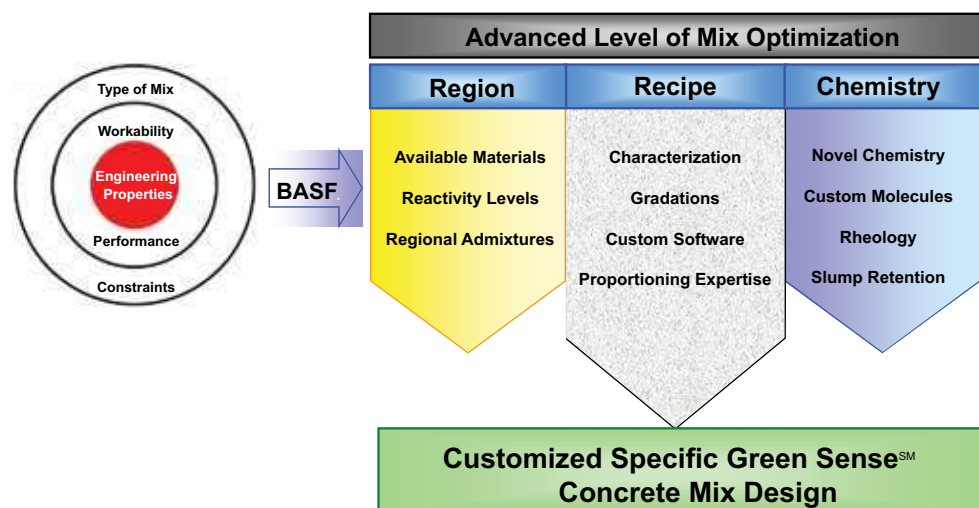 Type of Mix
Workability
Engineering
Properties
Performance
Constraints
BASF
Advanced Level of Mix Optimization
Region
Available Materials
Reactivity Levels
Regional Admixtures
Recipe
Characterization
Gradations
Custom Software
Proportioning Expertise
Chemistry
Novel Chemistry
Custom Molecules
Rheology
Slump Retention
Customized Specific Green Sense℠
Concrete Mix Design